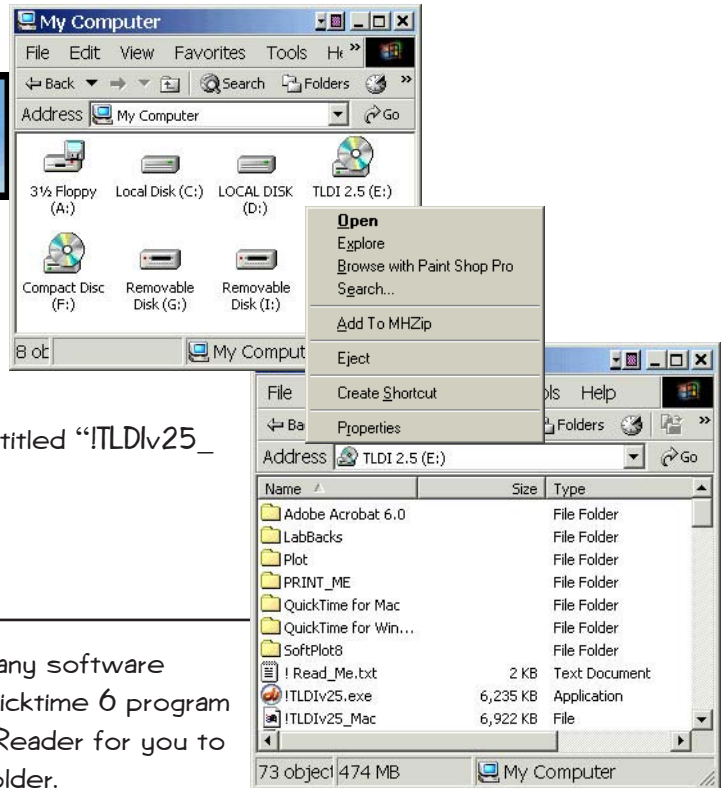 My Computer
File Edit View Favorites Tools He »
Back Search Folders »
Address My Computer Go
3½ Floppy (A:)
Local Disk (C:)
LOCAL DISK (D:)
TLDI 2.5 (E:)
Compact Disc (F:)
Removable Disk (G:)
Removable Disk (I:)
8 ob My Comput
Open
Explore
Browse with Paint Shop Pro
Search...
Add To MHZip
Eject
Create Shortcut
Properties
File ols Help
Ba Folders »
Address TLDI 2.5 (E:) Go
Name Size Type
Adobe Acrobat 6.0 File Folder
LabBacks File Folder
Plot File Folder
PRINT_ME File Folder
QuickTime for Mac File Folder
QuickTime for Win... File Folder
SoftPlot8 File Folder
! Read_Me.txt 2 KB Text Document
!TLDIv25.exe 6,235 KB Application
!TLDIv25_Mac 6,922 KB File
73 object 474 MB My Computer
titled “!TLDIv25_
any software
icktime 6 program
Reader for you to
older.